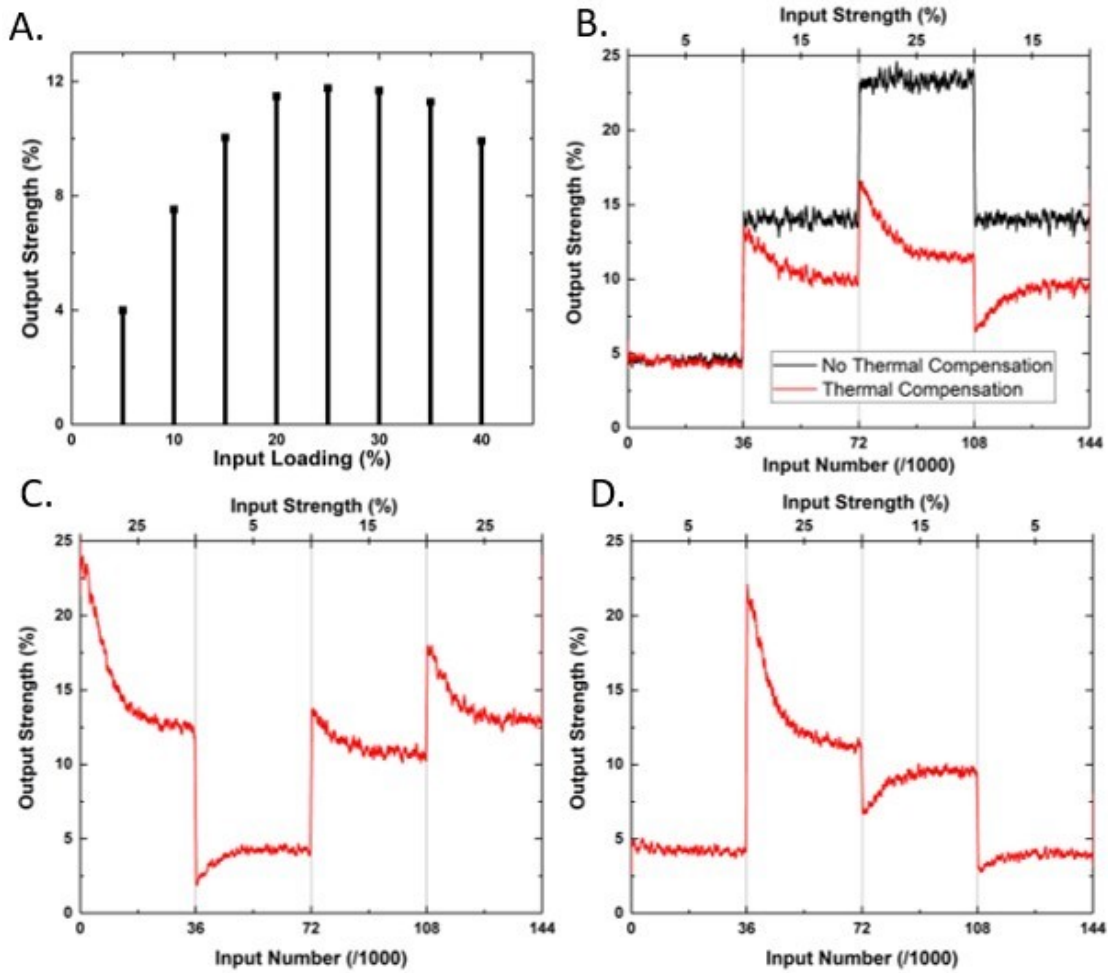 A.
12
8
4
0
Output Strength (%)
0 10 20 30 40
Input Loading (%)
B.
Input Strength (%)
5 15 25 15
25
20
15
10
5
0
Output Strength (%)
No Thermal Compensation
Thermal Compensation
0 36 72 108 144
Input Number (/1000)
C.
Input Strength (%)
25 5 15 25
25
20
15
10
5
0
Output Strength (%)
0 36 72 108 144
Input Number (/1000)
D.
Input Strength (%)
5 25 15 5
25
20
15
10
5
0
Output Strength (%)
0 36 72 108 144
Input Number (/1000)